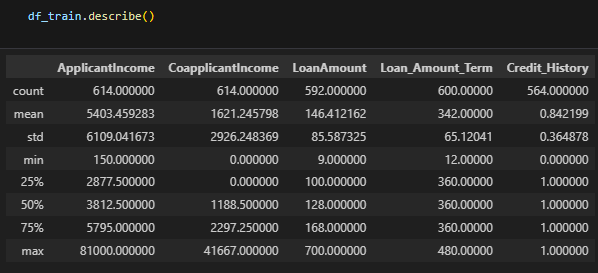 df_train.describe()
ApplicantIncome CoapplicantIncome LoanAmount Loan_Amount_Term Credit_History
count 614.000000 614.000000 592.000000 600.00000 564.000000
mean 5403.459283 1621.245798 146.412162 342.00000 0.842199
std 6109.041673 2926.248369 85.587325 65.12041 0.364878
min 150.000000 0.000000 9.000000 12.00000 0.000000
25% 2877.500000 0.000000 100.000000 360.00000 1.000000
50% 3812.500000 1188.500000 128.000000 360.00000 1.000000
75% 5795.000000 2297.250000 168.000000 360.00000 1.000000
max 81000.000000 41667.000000 700.000000 480.00000 1.000000